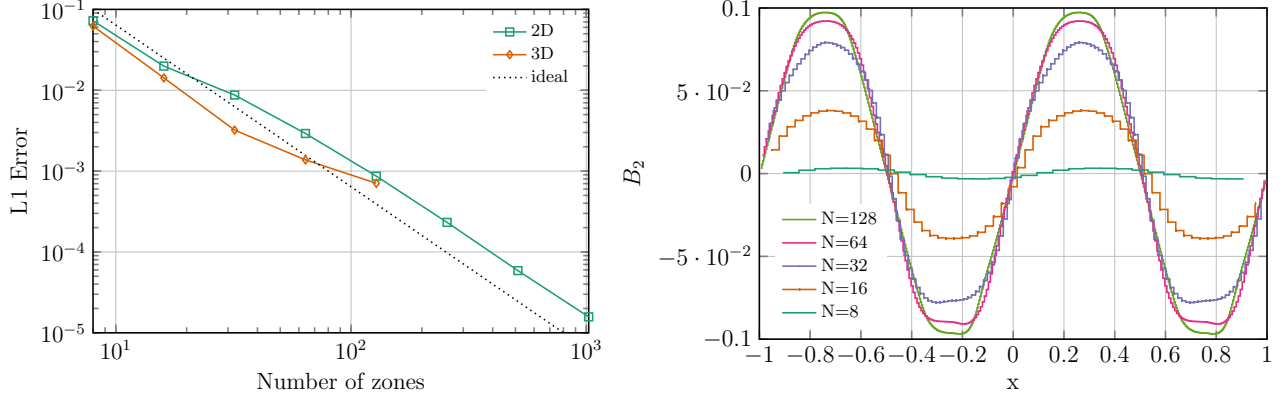 10^{-1}
10^{-2}
10^{-3}
10^{-4}
10^{-5}
L1 Error
10^1
10^2
10^3
Number of zones
2D
3D
ideal
0.1
5 · 10^{-2}
0
−5 · 10^{-2}
−0.1
B_2
−1
−0.8
−0.6
−0.4
−0.2
0
0.2
0.4
0.6
0.8
1
x
N=128
N=64
N=32
N=16
N=8